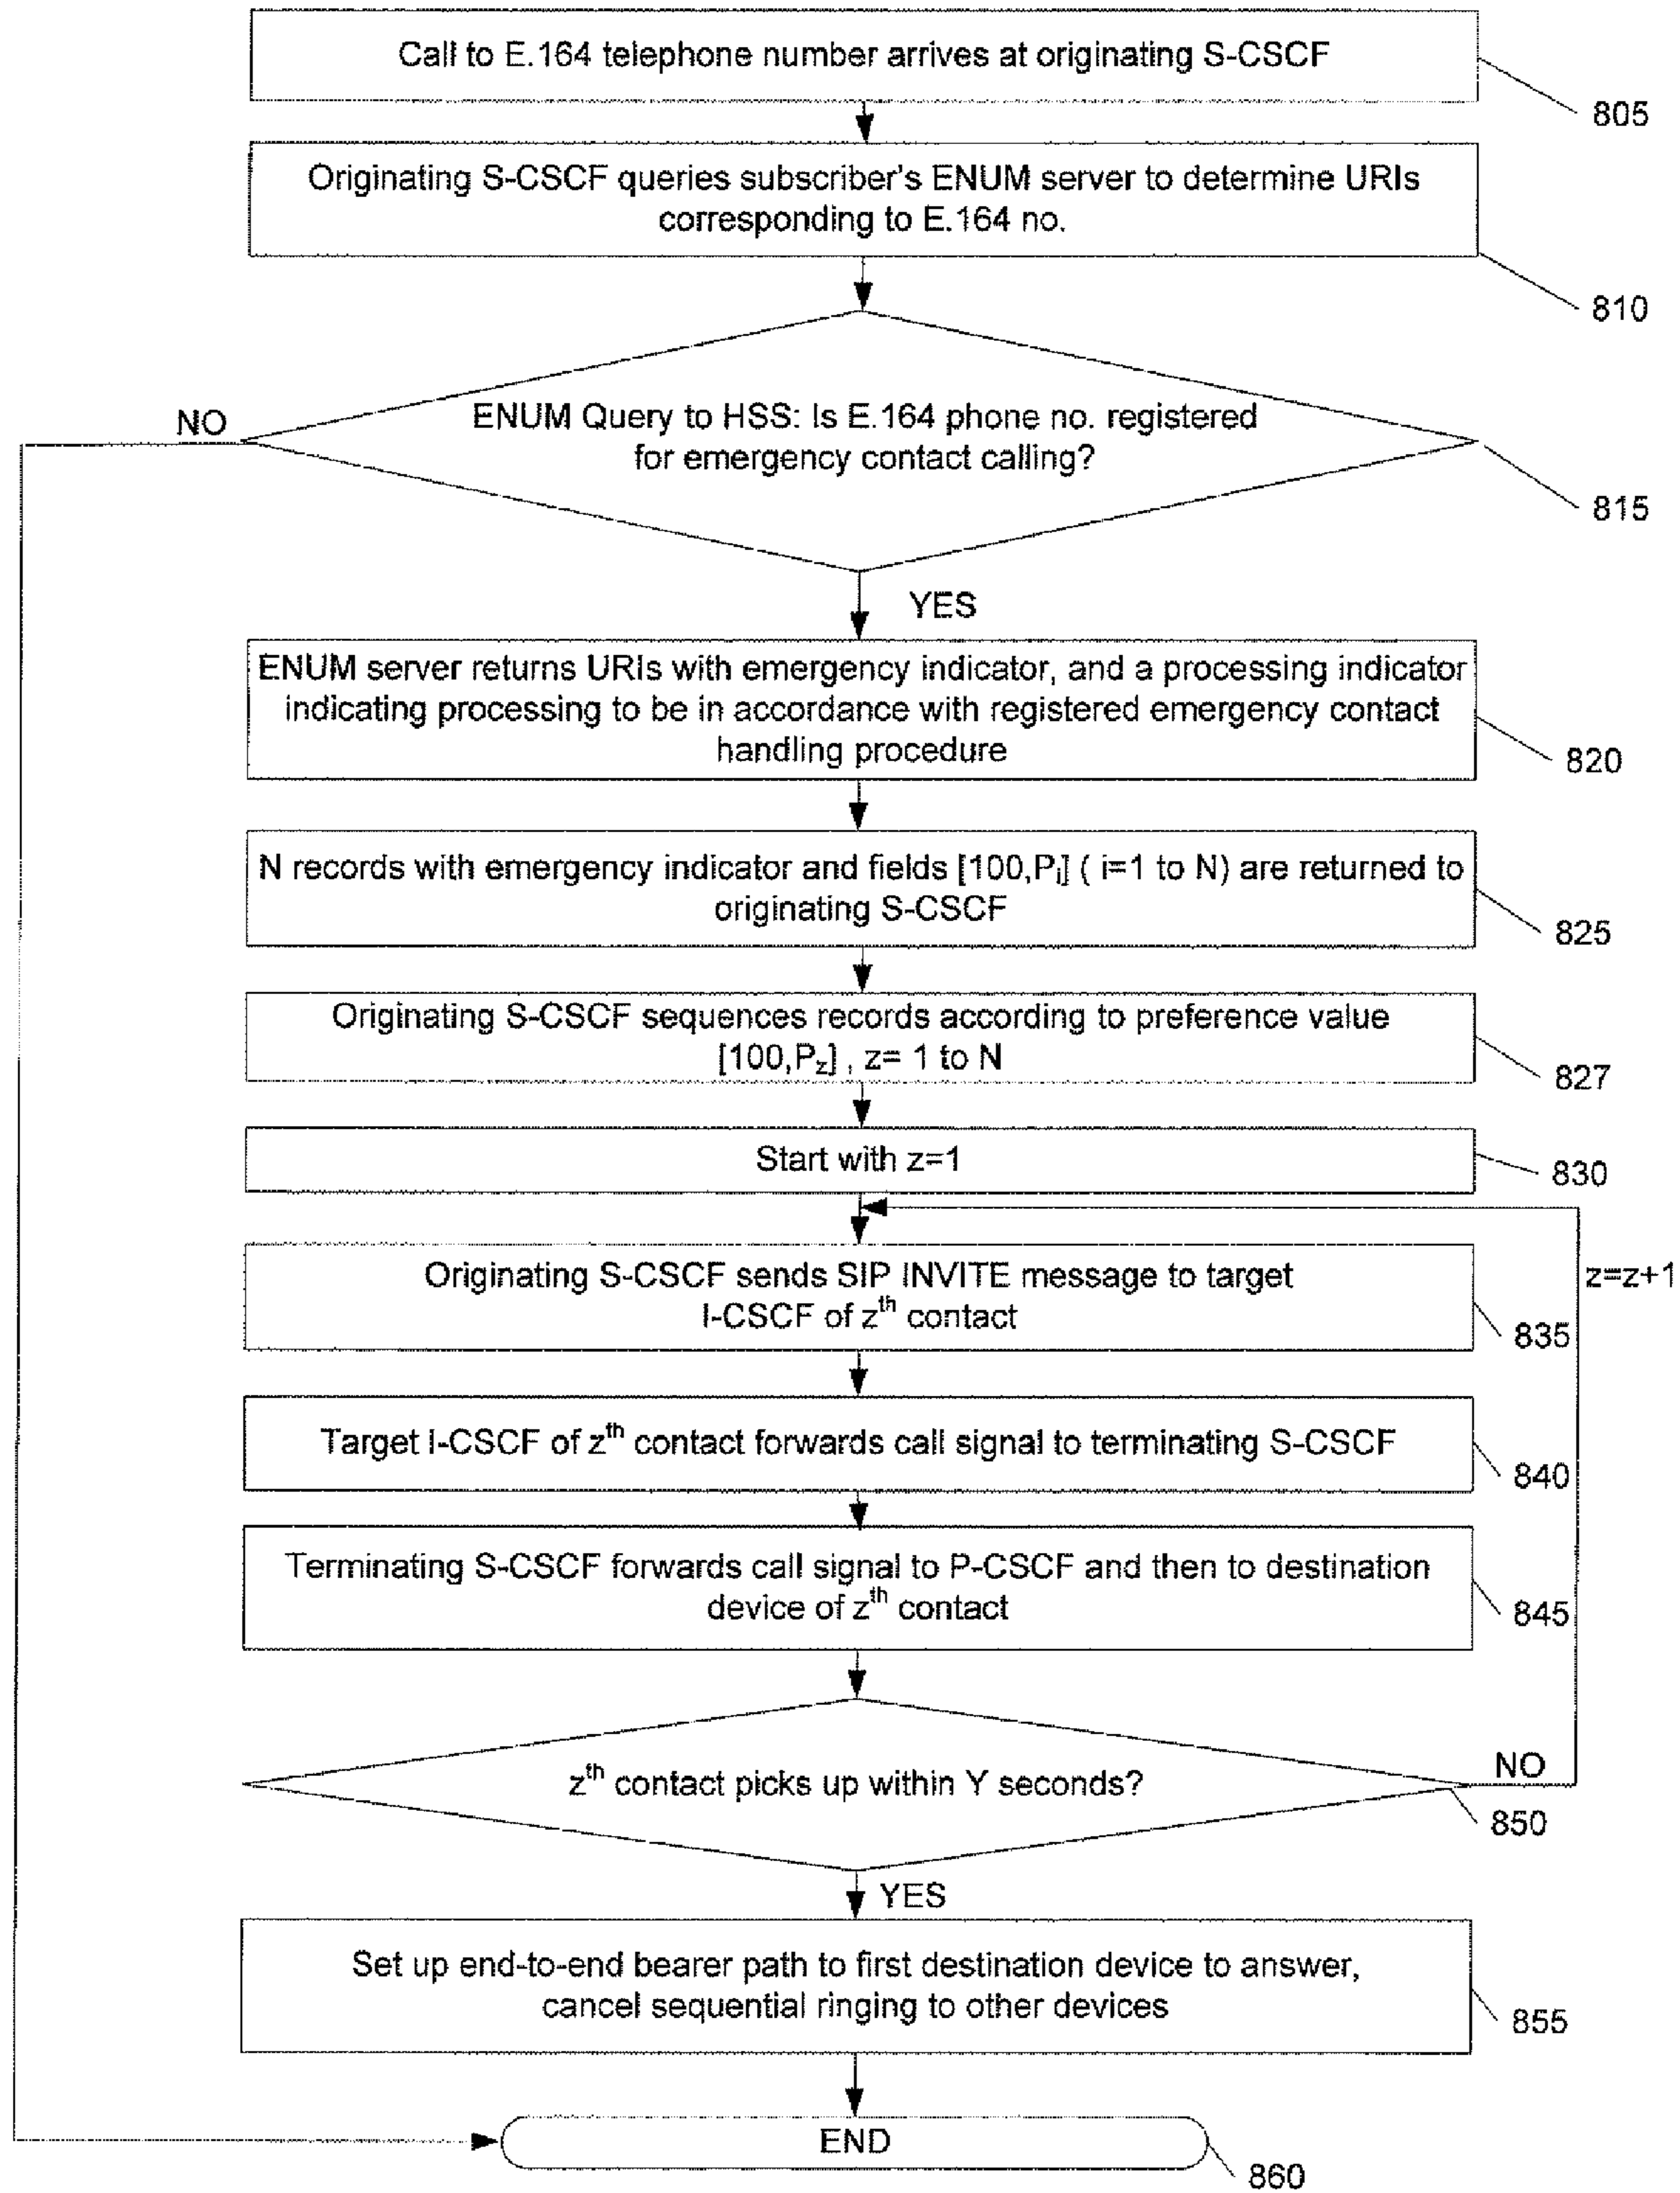 Call to E.164 telephone number arrives at originating S-CSCF
805
Originating S-CSCF queries subscriber's ENUM server to determine URIs
corresponding to E.164 no.
810
NO
ENUM Query to HSS: Is E.164 phone no. registered
for emergency contact calling?
815
YES
ENUM server returns URIs with emergency indicator, and a processing indicator
indicating processing to be in accordance with registered emergency contact
handling procedure
820
N records with emergency indicator and fields [100,Pi] ( i=1 to N) are returned to
originating S-CSCF
825
Originating S-CSCF sequences records according to preference value
[100,Pz] , z= 1 to N
827
Start with z=1
830
Originating S-CSCF sends SIP INVITE message to target
I-CSCF of zth contact
z=z+1
835
Target I-CSCF of zth contact forwards call signal to terminating S-CSCF
840
Terminating S-CSCF forwards call signal to P-CSCF and then to destination
device of zth contact
845
zth contact picks up within Y seconds?
NO
850
YES
Set up end-to-end bearer path to first destination device to answer,
cancel sequential ringing to other devices
855
END
860